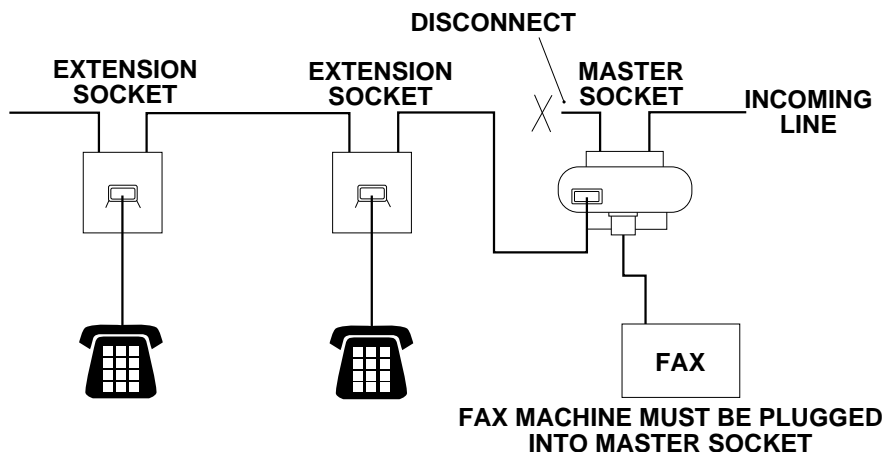 DISCONNECT
EXTENSION
SOCKET
EXTENSION
SOCKET
MASTER
SOCKET
INCOMING
LINE
FAX
FAX MACHINE MUST BE PLUGGED
INTO MASTER SOCKET